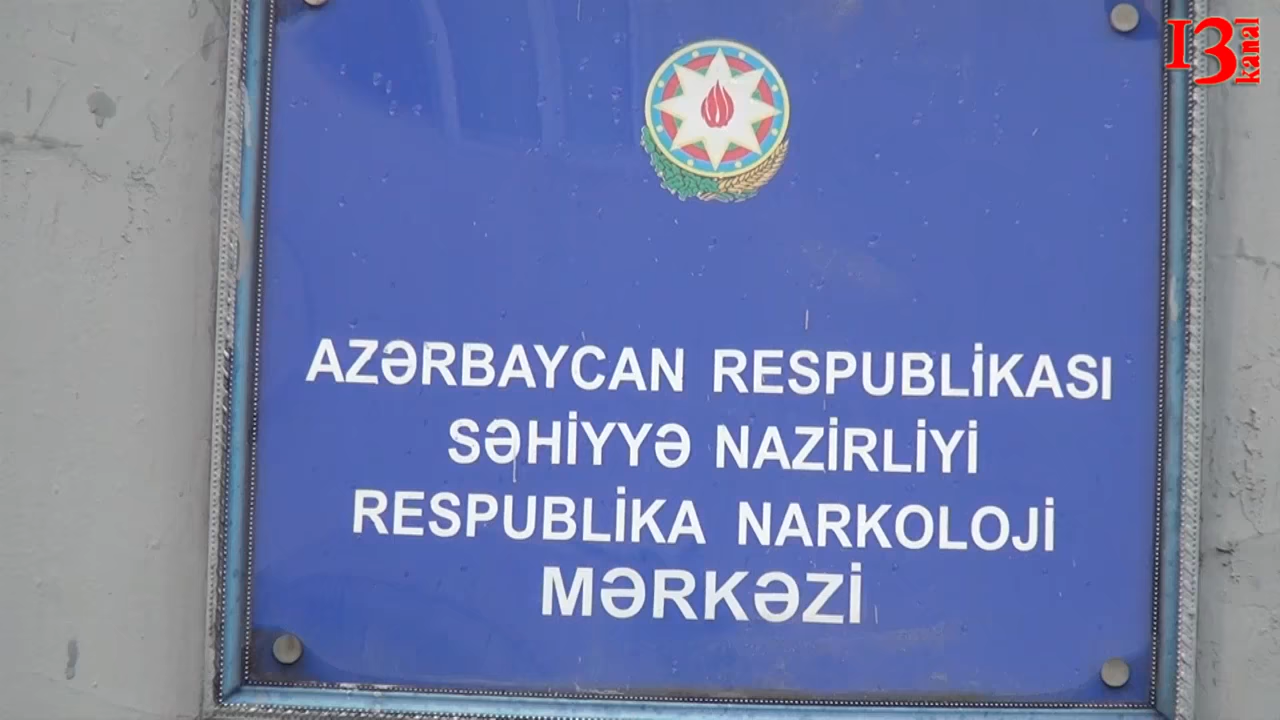 13 kanal
AZƏRBAYCAN RESPUBLİKASI
SƏHİYYƏ NAZİRLİYİ
RESPUBLİKA NARKOLOJİ
MƏRKƏZİ